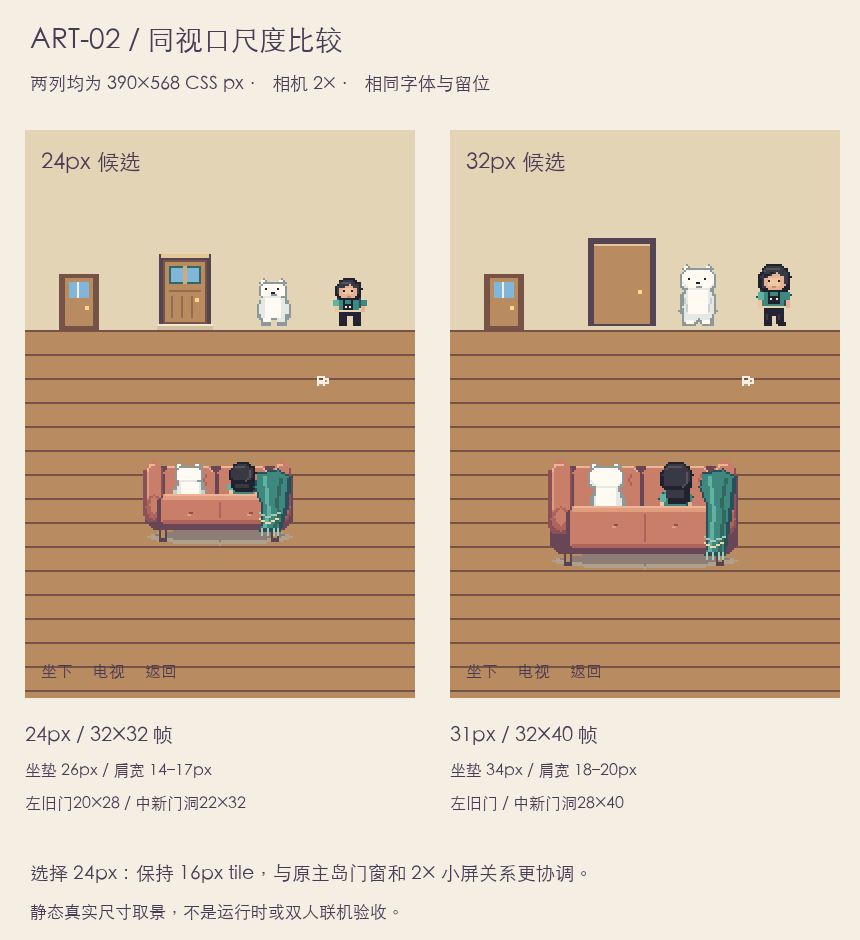 ART-02 / 同视口尺度比较
两列均为 390×568 CSS px · 相机 2× · 相同字体与留位
24px 候选
32px 候选
坐下 电视 返回
坐下 电视 返回
24px / 32×32 帧
31px / 32×40 帧
坐垫 26px / 肩宽 14–17px
坐垫 34px / 肩宽 18–20px
左旧门20×28 / 中新门洞22×32
左旧门 / 中新门洞28×40
选择 24px：保持 16px tile，与原主岛门窗和 2× 小屏关系更协调。
静态真实尺寸取景，不是运行时或双人联机验收。